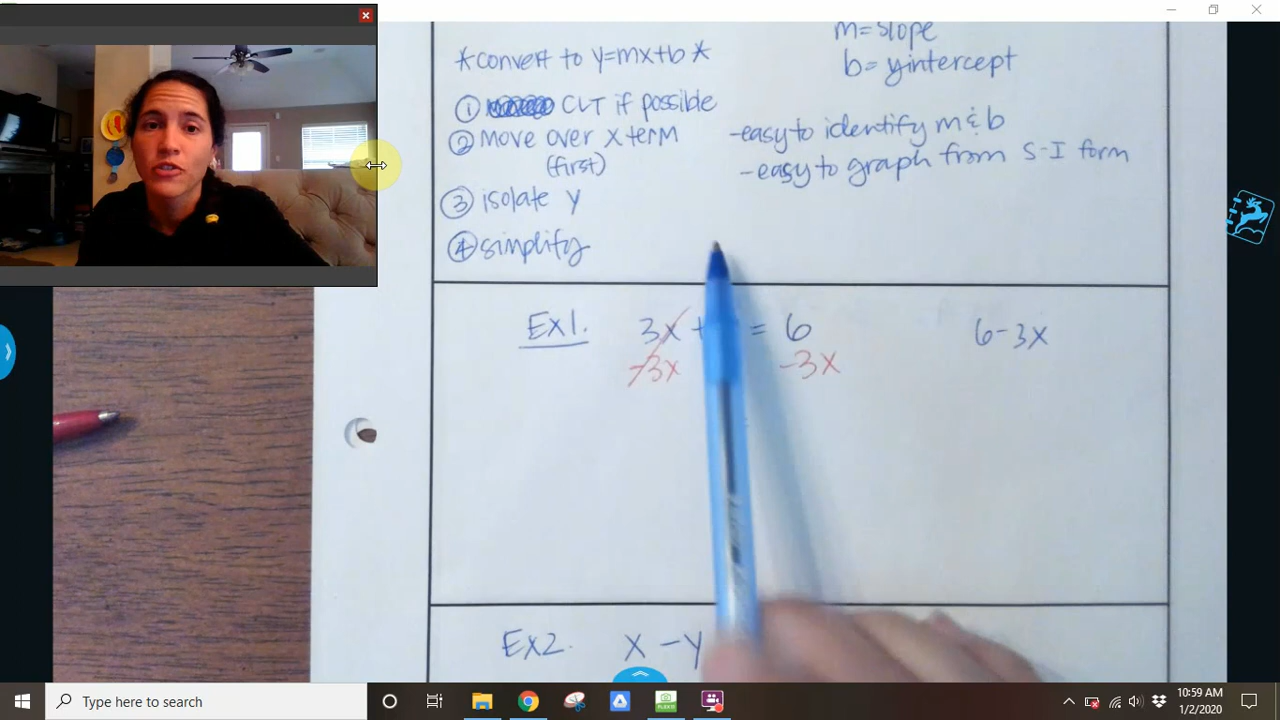 m=slope
*convert to y=mx+b*
b= yintercept
① CLT if possible
② move over x term
(first)
-easy to identify m & b
-easy to graph from S-I form
③ isolate y
④ simplify
Ex1. 3x + = 6 6-3x
-3x -3x
Ex2. x - y
Type here to search
10:59 AM
1/2/2020